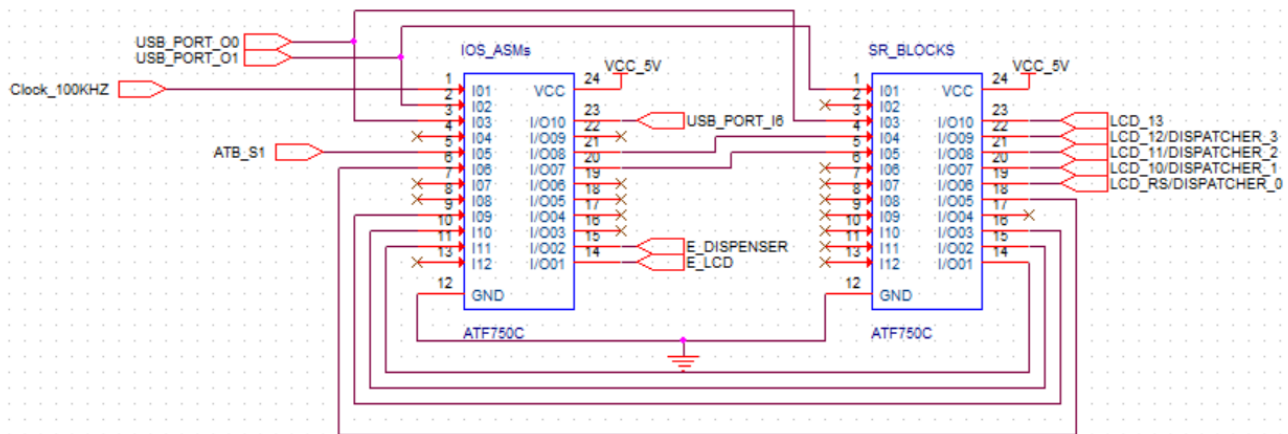 USB_PORT_O0
USB_PORT_O1
Clock_100KHZ
ATB_S1
IOS_ASMs
VCC_5V
1 I01 VCC 24
2 I02
3 I03 I/O10 23 USB_PORT_I6
4 I04 I/O09 22
5 I05 I/O08 21
6 I06 I/O07 20
7 I07 I/O06 19
8 I08 I/O05 18
9 I09 I/O04 17
10 I10 I/O03 16
11 I11 I/O02 15 E_DISPENSER
13 I12 I/O01 14 E_LCD
12 GND
ATF750C
SR_BLOCKS
VCC_5V
1 I01 VCC 24
2 I02
3 I03 I/O10 23 LCD_13
4 I04 I/O09 22 LCD_12/DISPATCHER_3
5 I05 I/O08 21 LCD_11/DISPATCHER_2
6 I06 I/O07 20 LCD_10/DISPATCHER_1
7 I07 I/O06 19 LCD_RS/DISPATCHER_0
8 I08 I/O05 18
9 I09 I/O04 17
10 I10 I/O03 16
11 I11 I/O02 15
13 I12 I/O01 14
12 GND
ATF750C